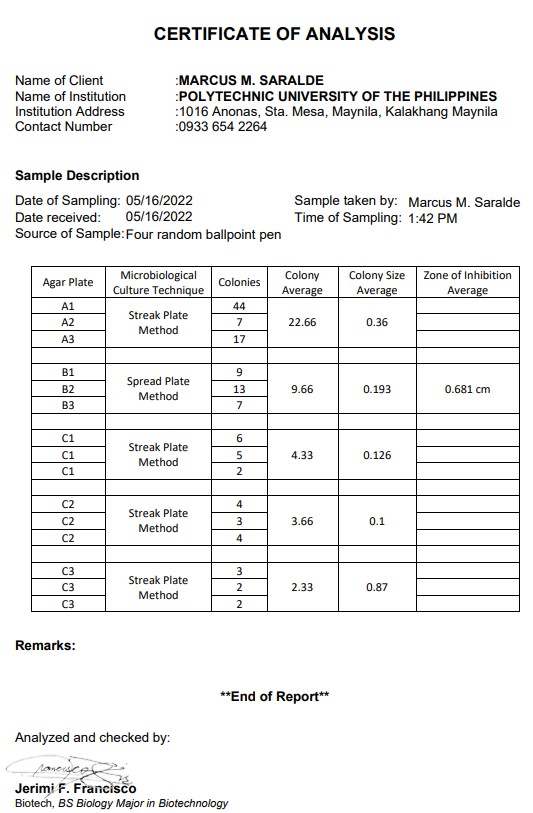 CERTIFICATE OF ANALYSIS
Name of Client :MARCUS M. SARALDE
Name of Institution :POLYTECHNIC UNIVERSITY OF THE PHILIPPINES
Institution Address :1016 Anonas, Sta. Mesa, Maynila, Kalakhang Maynila
Contact Number :0933 654 2264
Sample Description
Date of Sampling: 05/16/2022 Sample taken by: Marcus M. Saralde
Date received: 05/16/2022 Time of Sampling: 1:42 PM
Source of Sample: Four random ballpoint pen
Agar Plate Microbiological Culture Technique Colonies Colony Average Colony Size Average Zone of Inhibition Average
A1 Streak Plate Method 44 22.66 0.36
A2 7
A3 17
B1 Spread Plate Method 9 9.66 0.193 0.681 cm
B2 13
B3 7
C1 Streak Plate Method 6 4.33 0.126
C1 5
C1 2
C2 Streak Plate Method 4 3.66 0.1
C2 3
C2 4
C3 Streak Plate Method 3 2.33 0.87
C3 2
C3 2
Remarks:
**End of Report**
Analyzed and checked by:
Jerimi F. Francisco
Biotech, BS Biology Major in Biotechnology